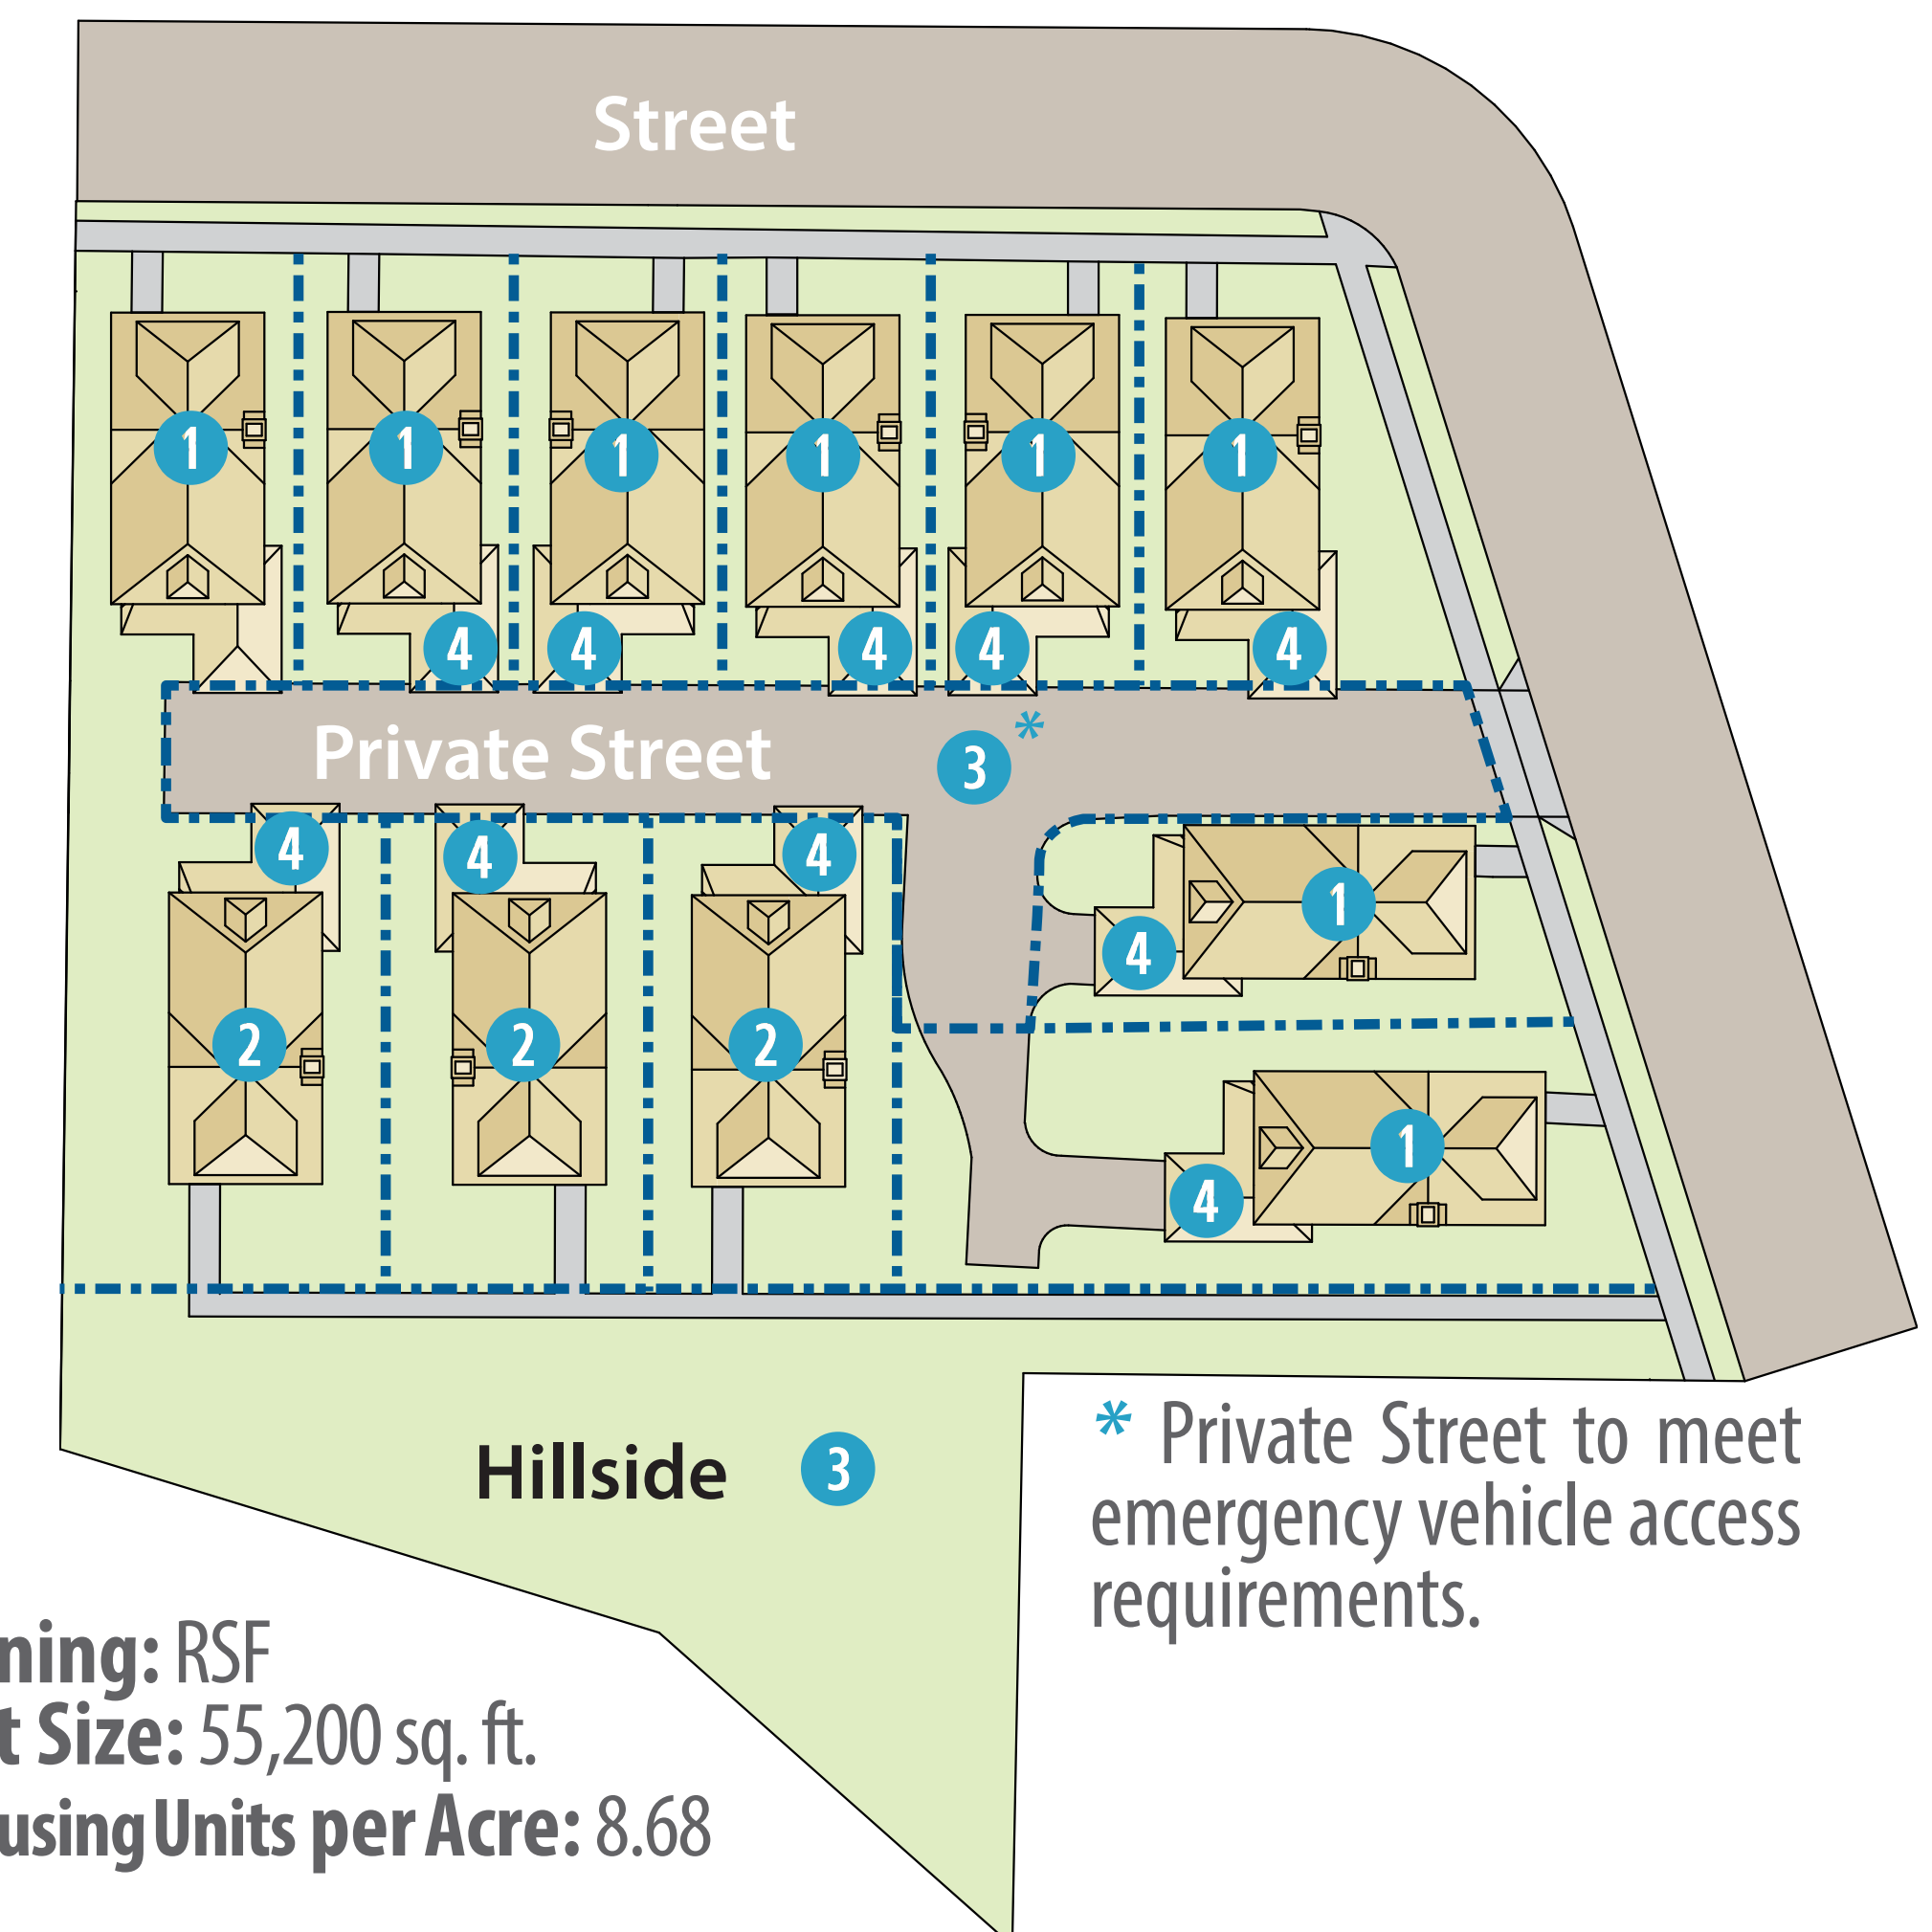 Street
1 1 1 1 1 1
4 4 4 4 4
Private Street 3 *
4 4 4 1
4
2 2 2
1
4
Hillside 3
* Private Street to meet
emergency vehicle access
requirements.
ning: RSF
t Size: 55,200 sq. ft.
using Units per Acre: 8.68